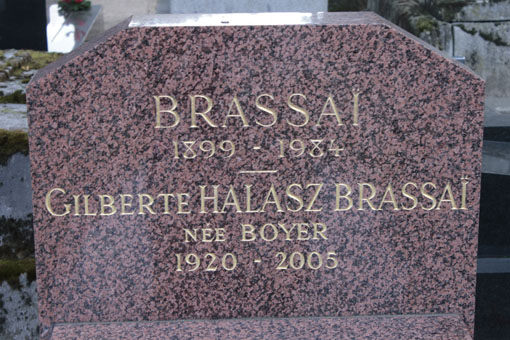 BRASSAÏ
1899 - 1984
GILBERTE HALASZ BRASSAÏ
NÉE BOYER
1920 - 2005